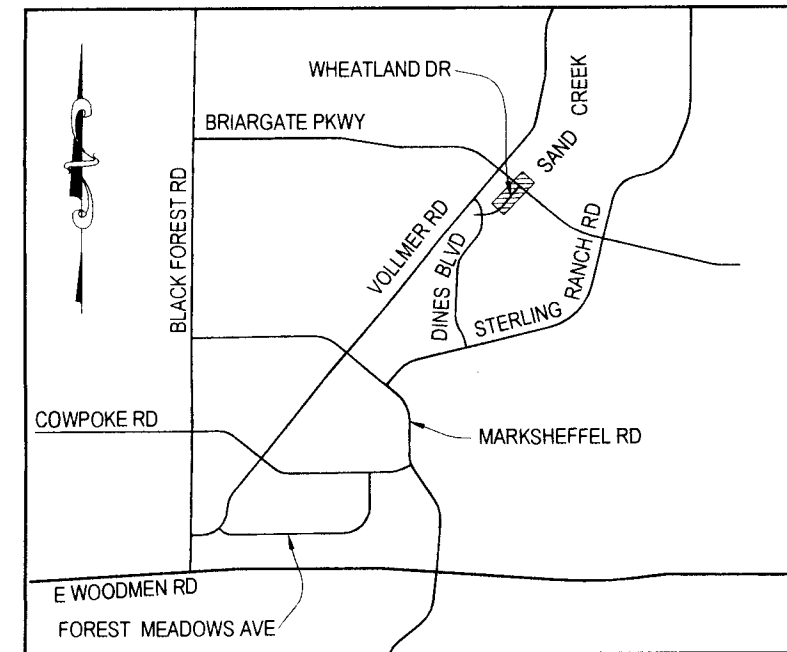 WHEATLAND DR
SAND CREEK
BRIARGATE PKWY
BLACK FOREST RD
VOLLMER RD
DINES BLVD
STERLING RANCH RD
COWPOKE RD
MARKSHEFFEL RD
E WOODMEN RD
FOREST MEADOWS AVE